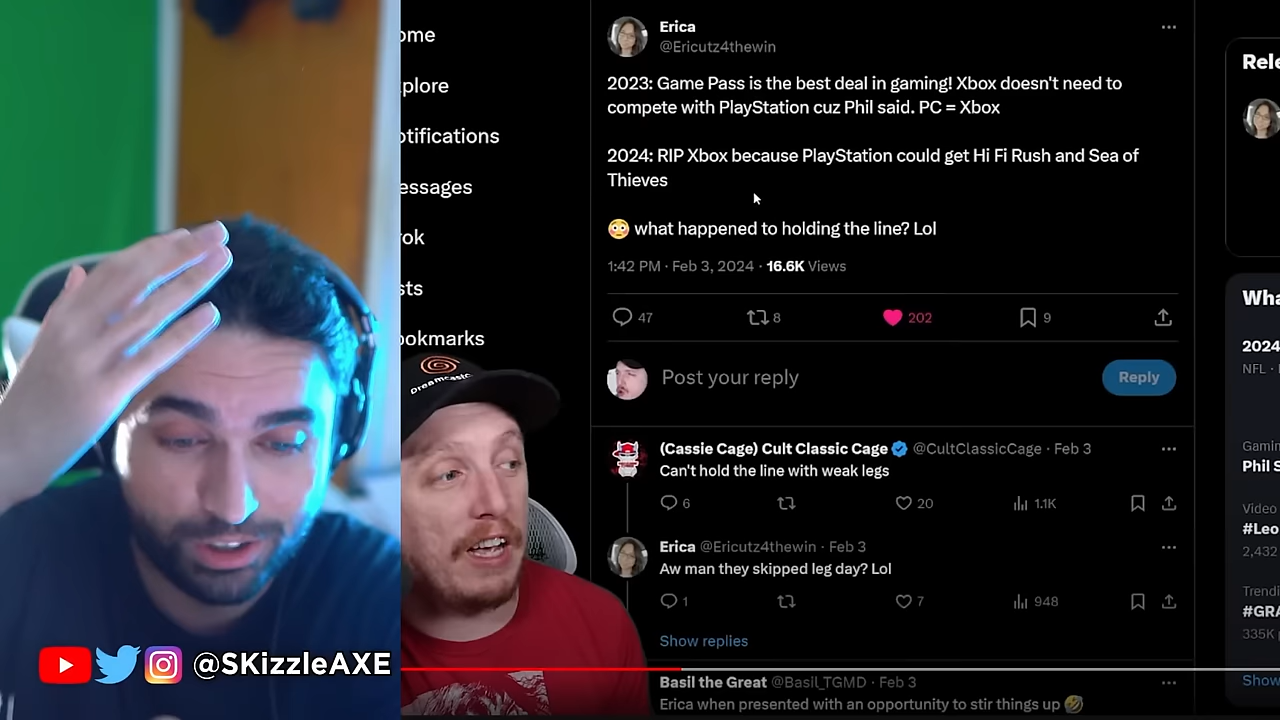 ome
plore
otifications
essages
ok
sts
ookmarks
Dreamcast
@SKizzleAXE
Erica
@Ericutz4thewin
2023: Game Pass is the best deal in gaming! Xbox doesn't need to
compete with PlayStation cuz Phil said. PC = Xbox
2024: RIP Xbox because PlayStation could get Hi Fi Rush and Sea of
Thieves
😳 what happened to holding the line? Lol
1:42 PM · Feb 3, 2024 · 16.6K Views
47 8 202 9
Post your reply
Reply
(Cassie Cage) Cult Classic Cage @CultClassicCage · Feb 3
Can't hold the line with weak legs
6 20 1.1K
Erica @Ericutz4thewin · Feb 3
Aw man they skipped leg day? Lol
1 7 948
Show replies
Basil the Great @Basil_TGMD · Feb 3
Erica when presented with an opportunity to stir things up 🤣
Rele
Wha
2024
NFL ·
Gamin
Phil S
Video
#Leo
2,432
Trendi
#GRA
335K
Show